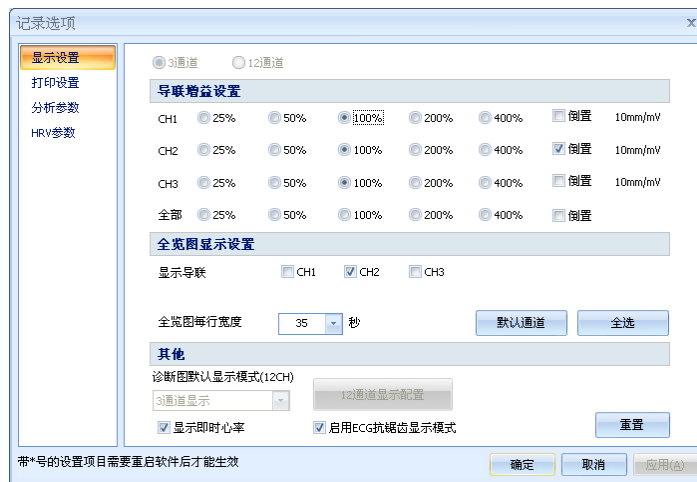 记录选项
x
显示设置
打印设置
分析参数
HRV参数
3通道 12通道
导联增益设置
CH1 25% 50% 100% 200% 400% 倒置 10mm/mV
CH2 25% 50% 100% 200% 400% 倒置 10mm/mV
CH3 25% 50% 100% 200% 400% 倒置 10mm/mV
全部 25% 50% 100% 200% 400% 倒置
全览图显示设置
显示导联 CH1 CH2 CH3
全览图每行宽度 35 秒 默认通道 全选
其他
诊断图默认显示模式(12CH)
3通道显示 12通道显示配置
显示即时心率 启用ECG抗锯齿显示模式 重置
带*号的设置项目需要重启软件后才能生效 确定 取消 应用(A)